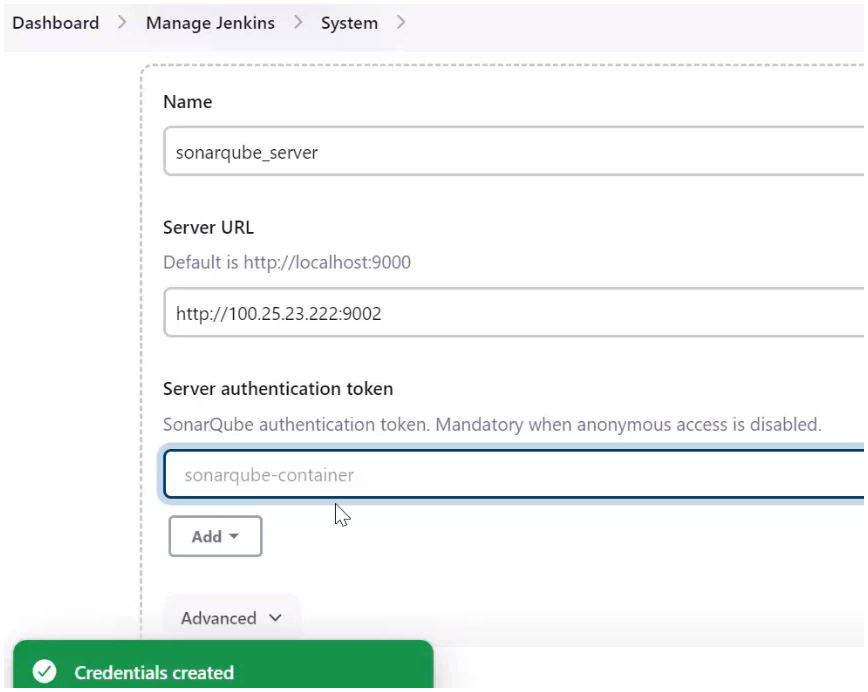 Dashboard > Manage Jenkins > System >
Name
sonarqube_server
Server URL
Default is http://localhost:9000
http://100.25.23.222:9002
Server authentication token
SonarQube authentication token. Mandatory when anonymous access is disabled.
sonarqube-container
Add
Advanced
Credentials created